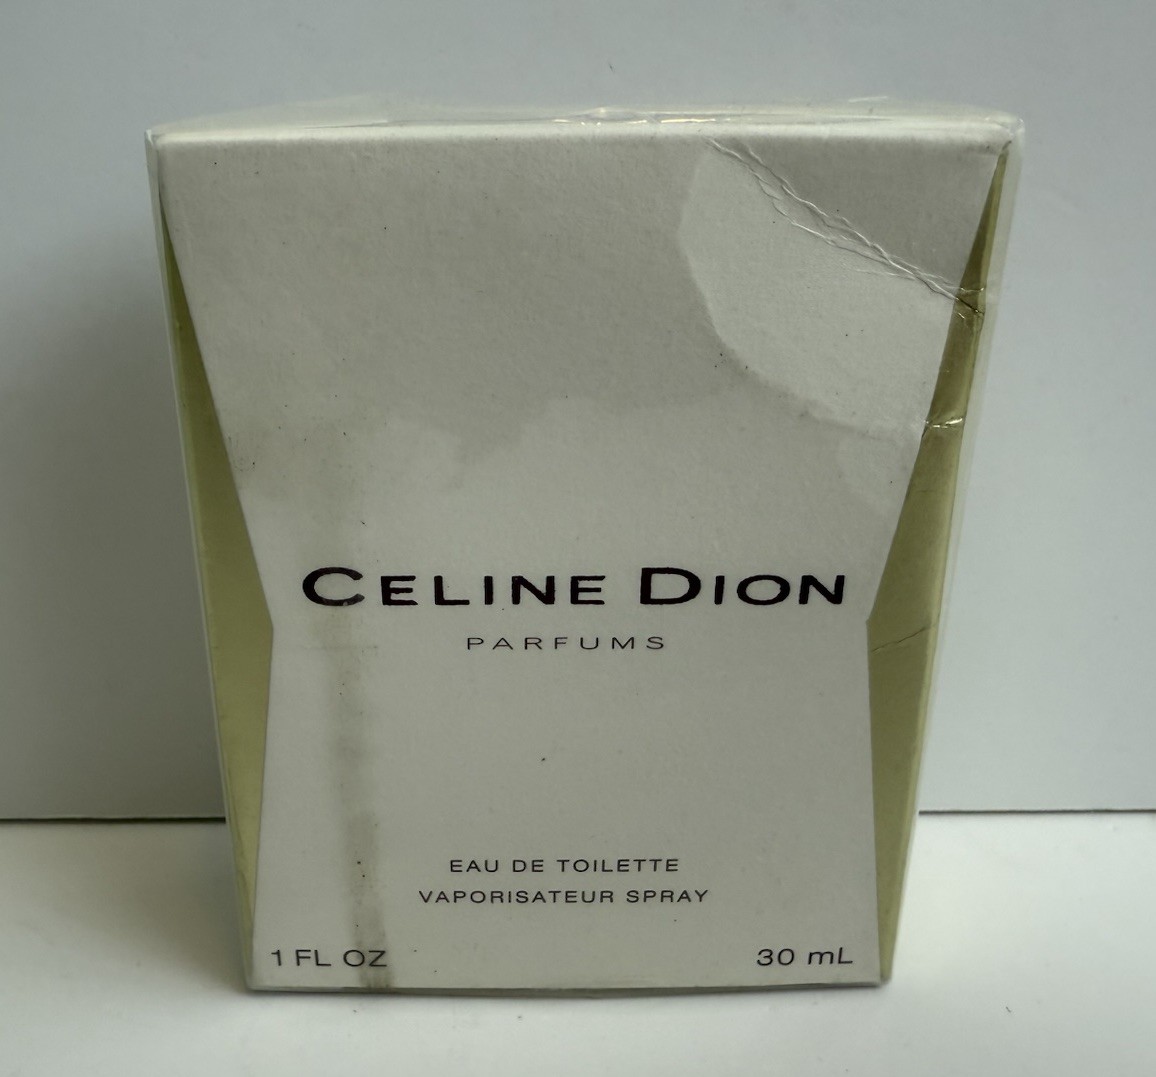 CELINE DION
PARFUMS
EAU DE TOILETTE
VAPORISATEUR SPRAY
1 FL OZ 30 mL